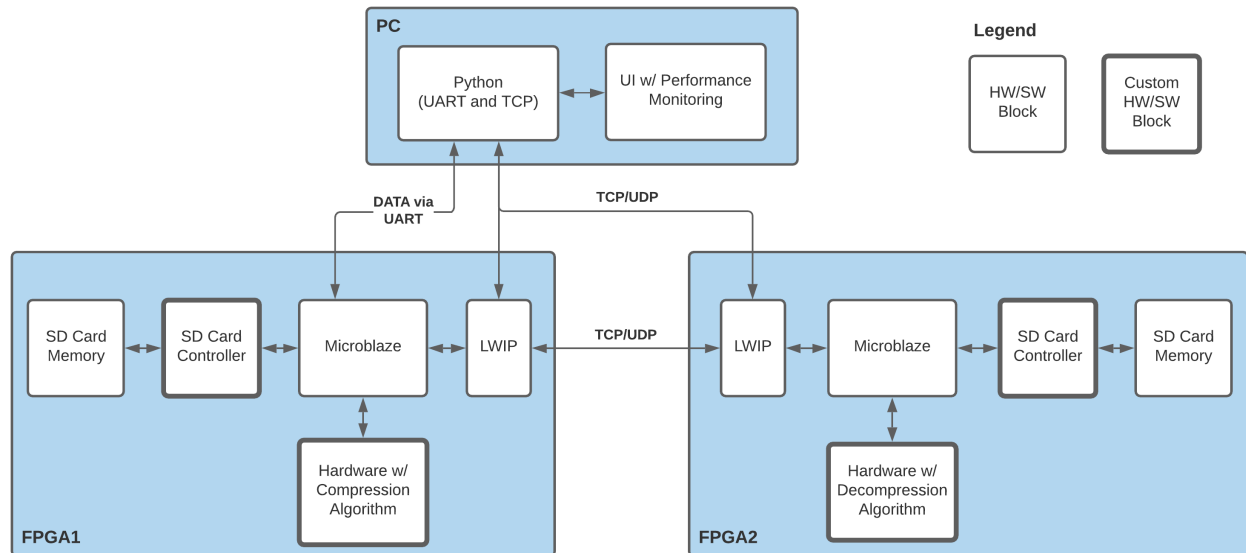 PC
Python
(UART and TCP)
UI w/ Performance
Monitoring
Legend
HW/SW
Block
Custom
HW/SW
Block
DATA via
UART
TCP/UDP
SD Card
Memory
SD Card
Controller
Microblaze
LWIP
TCP/UDP
LWIP
Microblaze
SD Card
Controller
SD Card
Memory
Hardware w/
Compression
Algorithm
Hardware w/
Decompression
Algorithm
FPGA1
FPGA2